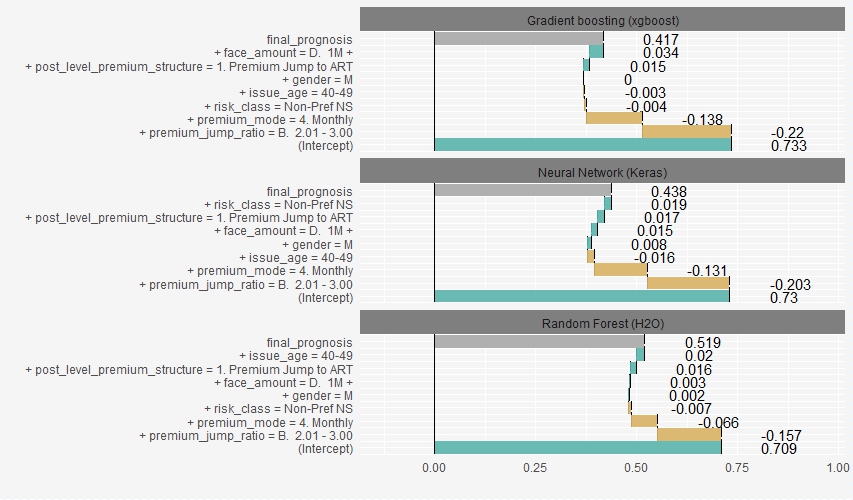 Gradient boosting (xgboost)
final_prognosis 0.417
+ face_amount = D. 1M + 0.034
+ post_level_premium_structure = 1. Premium Jump to ART 0.015
+ gender = M 0
+ issue_age = 40-49 -0.003
+ risk_class = Non-Pref NS -0.004
+ premium_mode = 4. Monthly -0.138
+ premium_jump_ratio = B. 2.01 - 3.00 -0.22
(Intercept) 0.733
Neural Network (Keras)
final_prognosis 0.438
+ risk_class = Non-Pref NS 0.019
+ post_level_premium_structure = 1. Premium Jump to ART 0.017
+ face_amount = D. 1M + 0.015
+ gender = M 0.008
+ issue_age = 40-49 -0.016
+ premium_mode = 4. Monthly -0.131
+ premium_jump_ratio = B. 2.01 - 3.00 -0.203
(Intercept) 0.73
Random Forest (H2O)
final_prognosis 0.519
+ issue_age = 40-49 0.02
+ post_level_premium_structure = 1. Premium Jump to ART 0.016
+ face_amount = D. 1M + 0.003
+ gender = M 0.002
+ risk_class = Non-Pref NS -0.007
+ premium_mode = 4. Monthly -0.066
+ premium_jump_ratio = B. 2.01 - 3.00 -0.157
(Intercept) 0.709
0.00 0.25 0.50 0.75 1.00